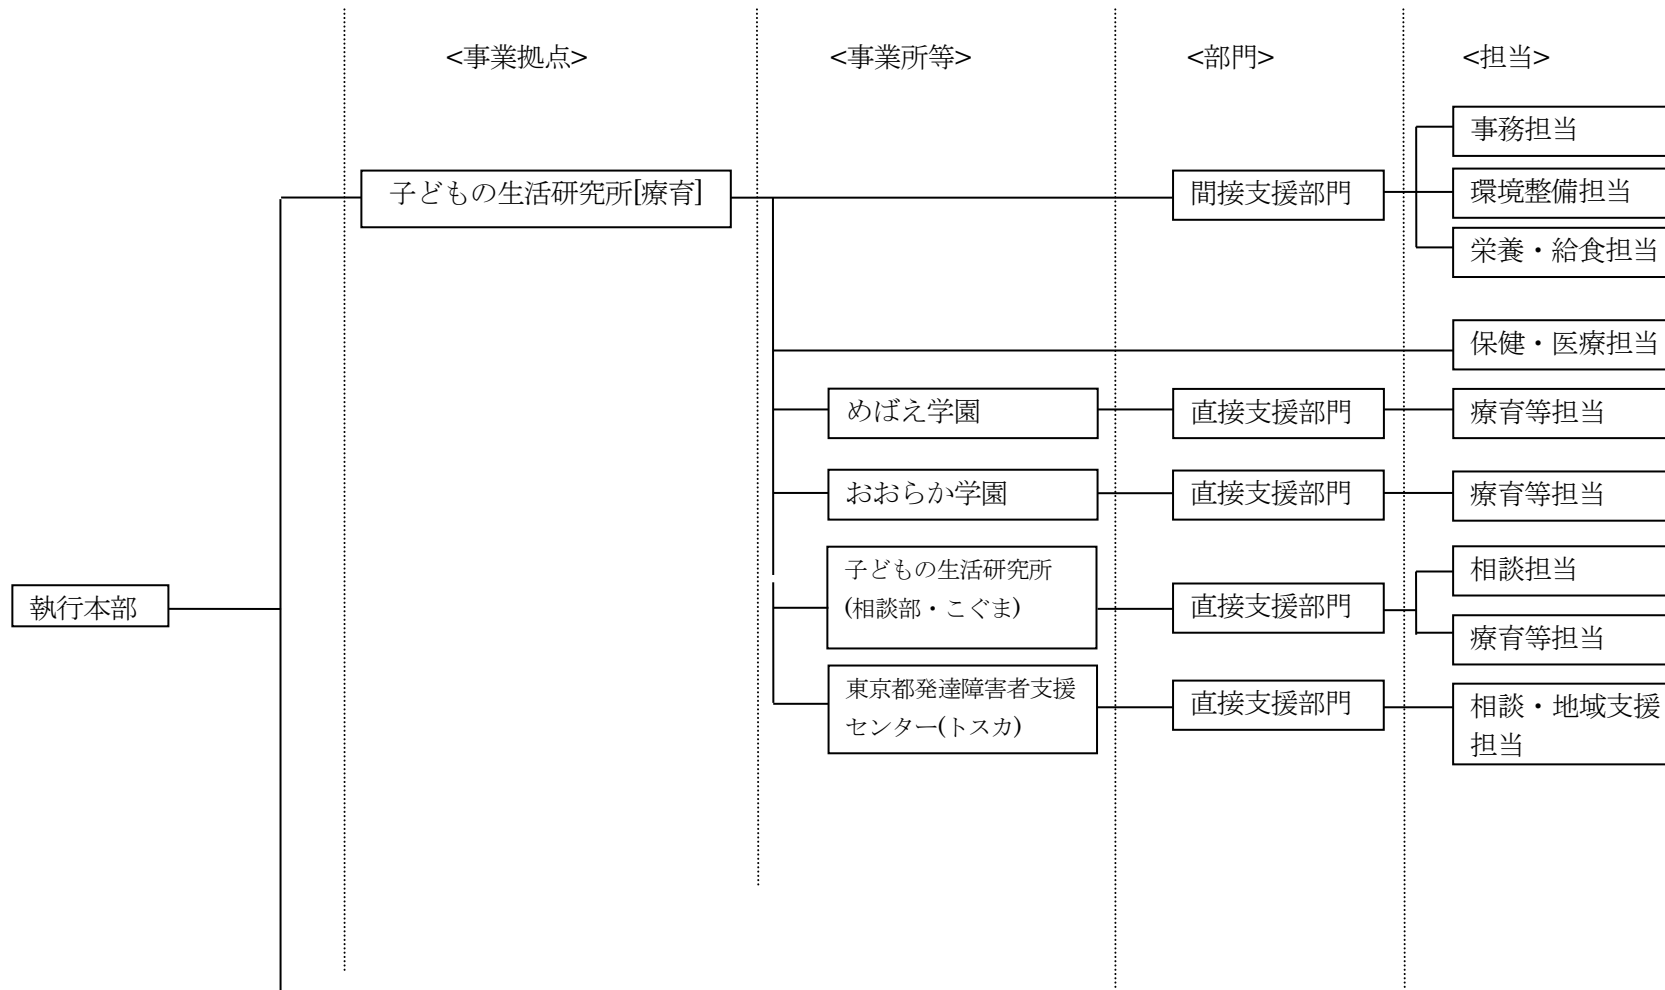 <事業拠点>
<事業所等>
<部門>
<担当>
事務担当
子どもの生活研究所[療育]
間接支援部門
環境整備担当
栄養・給食担当
保健・医療担当
めばえ学園
直接支援部門
療育等担当
おおらか学園
直接支援部門
療育等担当
子どもの生活研究所
(相談部・こぐま)
直接支援部門
相談担当
療育等担当
執行本部
東京都発達障害者支援
センター(トスカ)
直接支援部門
相談・地域支援
担当